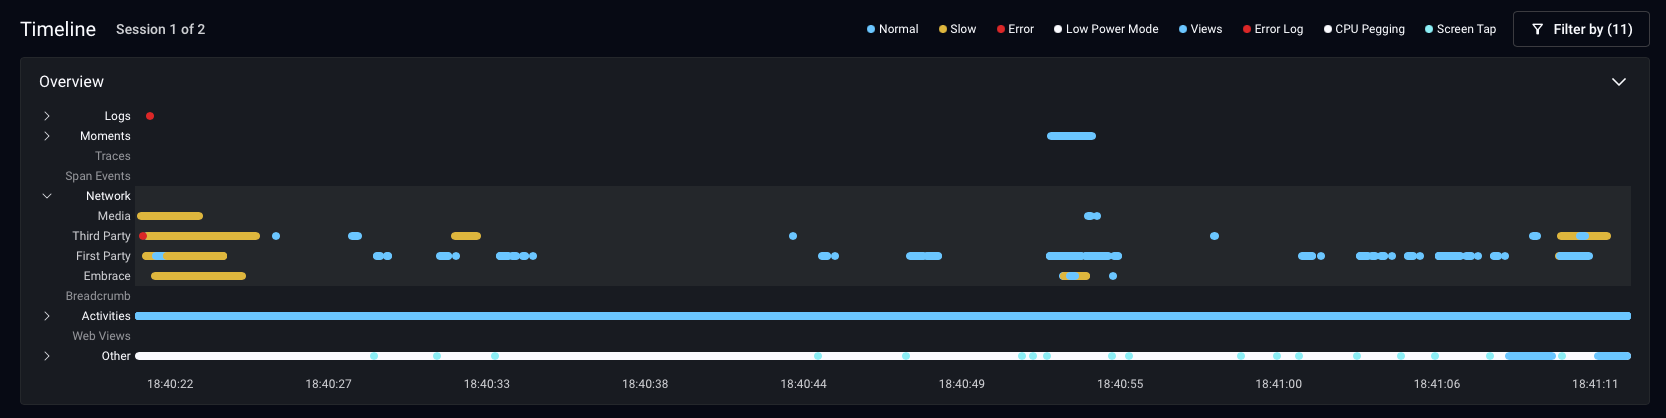 Timeline Session 1 of 2 Normal Slow Error Low Power Mode Views Error Log CPU Pegging Screen Tap Filter by (11)
Overview
Logs
Moments
Traces
Span Events
Network
Media
Third Party
First Party
Embrace
Breadcrumb
Activities
Web Views
Other
18:40:22 18:40:27 18:40:33 18:40:38 18:40:44 18:40:49 18:40:55 18:41:00 18:41:06 18:41:11